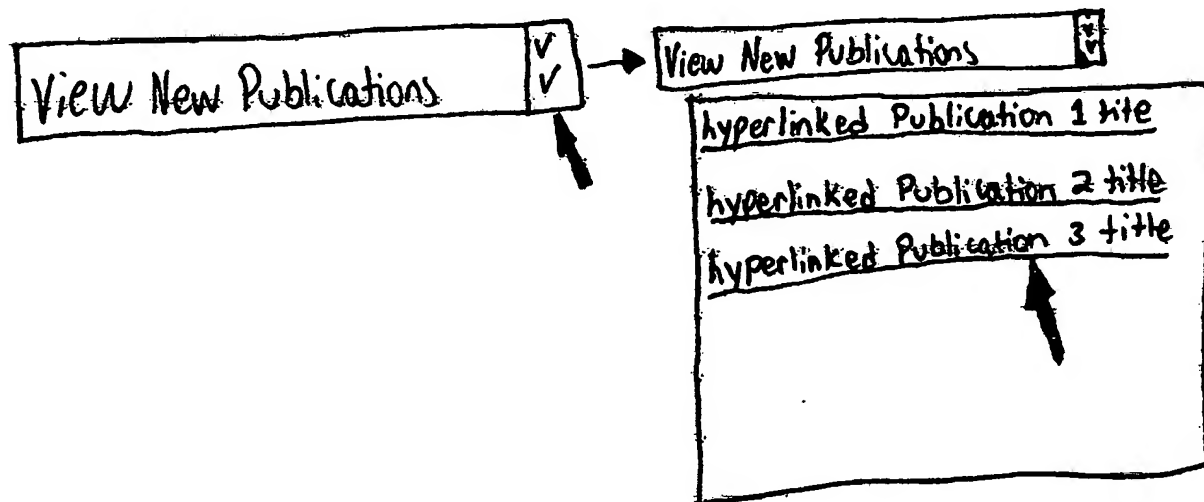 View New Publications
View New Publications
hyperlinked Publication 1 tite
hyperlinked Publication 2 title
hyperlinked Publication 3 title